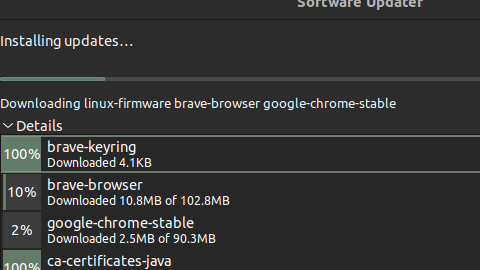 Software Updater
Installing updates…
Downloading linux-firmware brave-browser google-chrome-stable
Details
100% brave-keyring
Downloaded 4.1KB
10% brave-browser
Downloaded 10.8MB of 102.8MB
2% google-chrome-stable
Downloaded 2.5MB of 90.3MB
100% ca-certificates-java